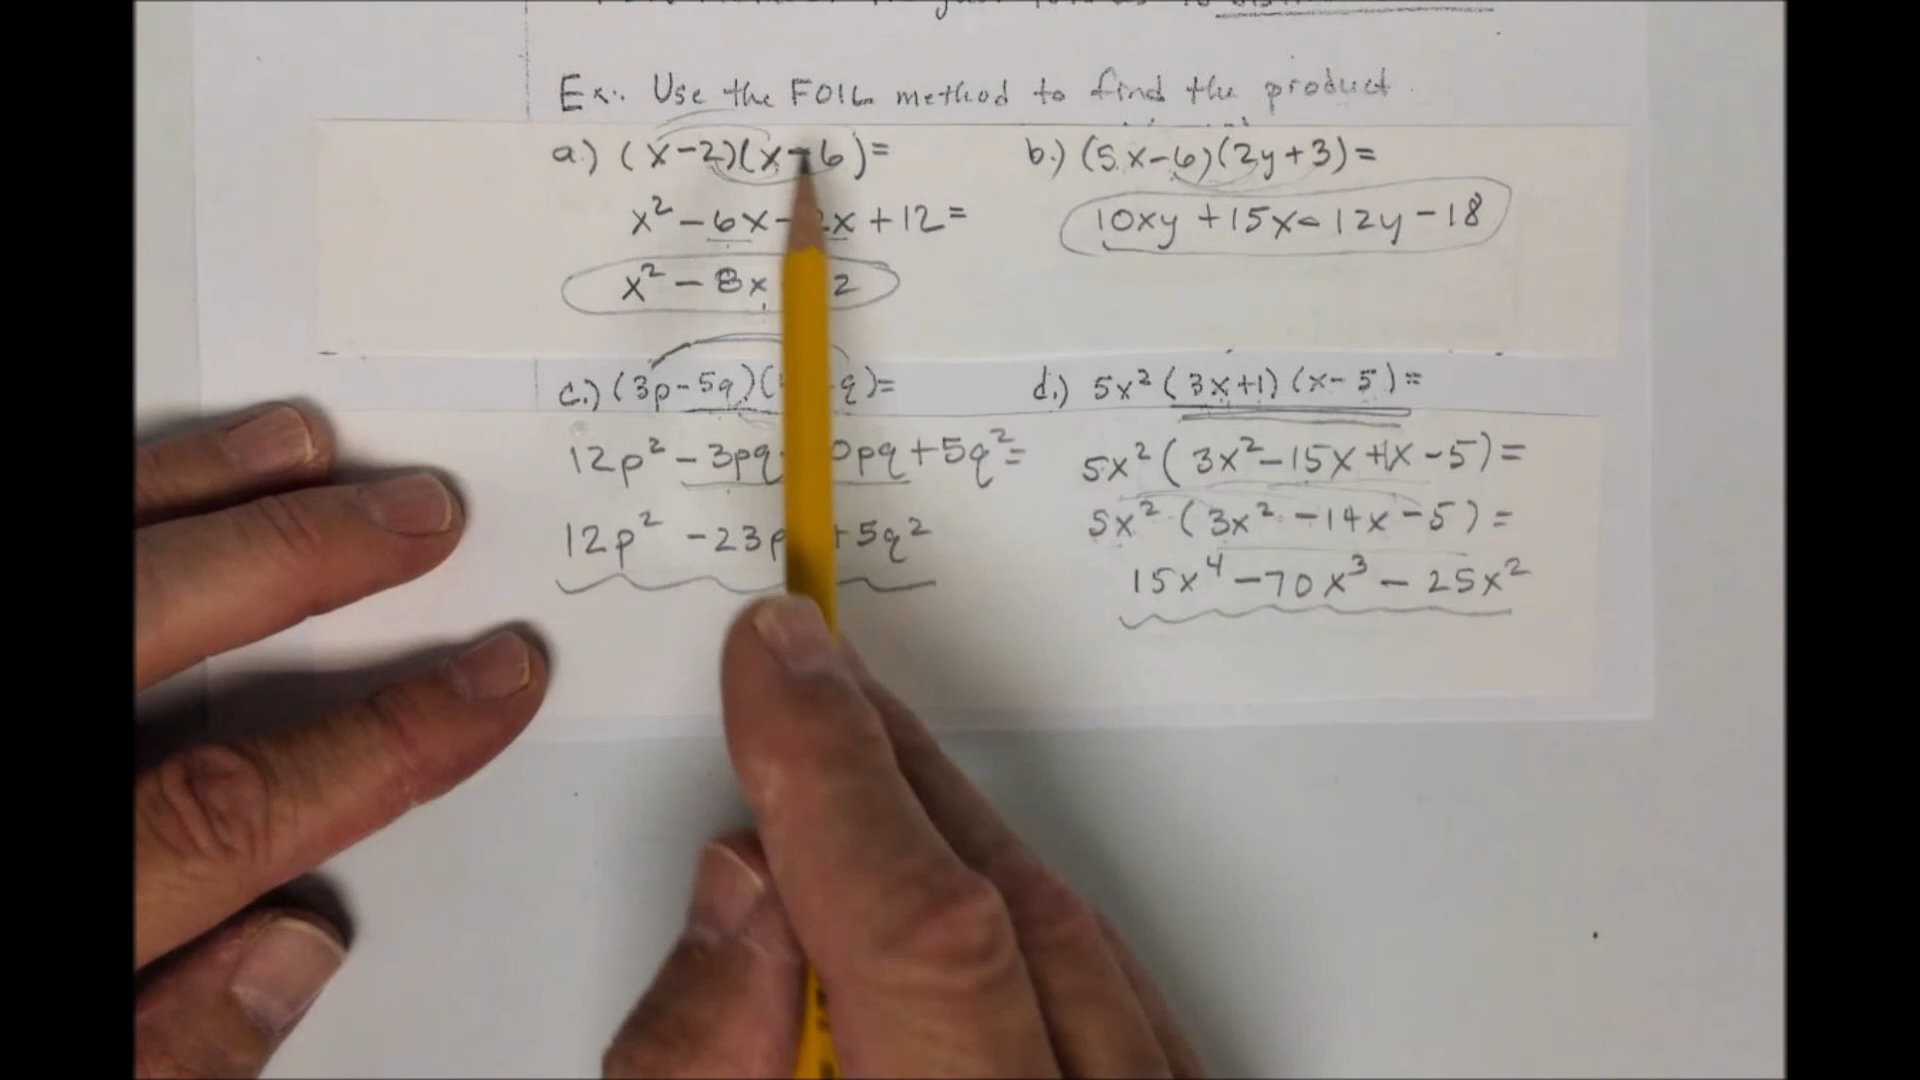 Ex. Use the FOIL method to find the product
a.) (x-2)(x-6)=
x² - 6x - 2x + 12 =
x² - 8x 2
b.) (5x-6)(2y+3)=
10xy + 15x - 12y - 18
c.) (3p-5q)( q)=
12p² - 3pq 0pq + 5q² =
12p² - 23p + 5q²
d.) 5x² (3x+1) (x-5) =
5x² (3x² - 15x + 1x - 5) =
5x² (3x² - 14x - 5) =
15x⁴ - 70x³ - 25x²